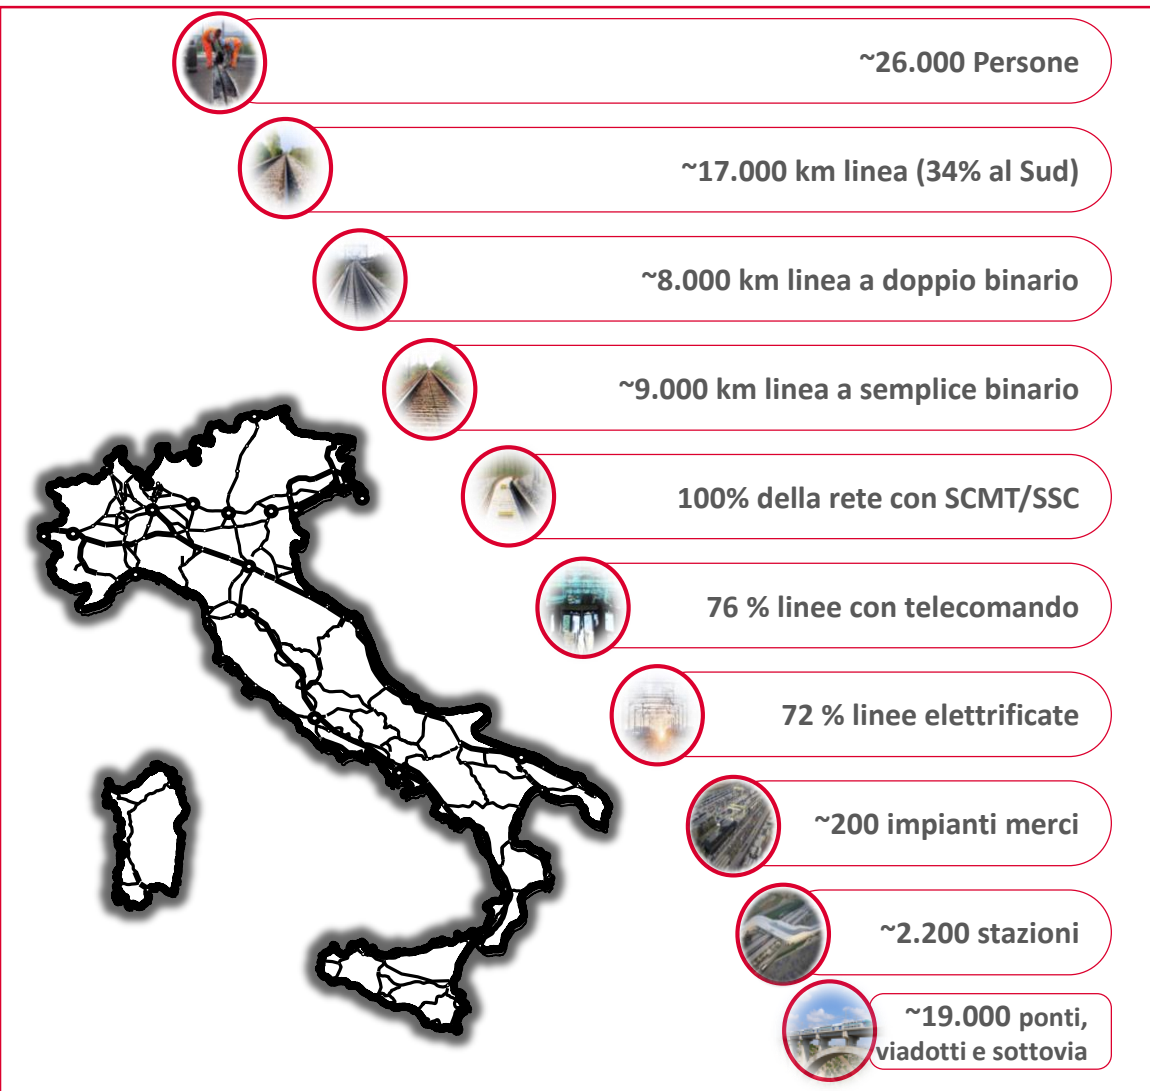 ~26.000 Persone
~17.000 km linea (34% al Sud)
~8.000 km linea a doppio binario
~9.000 km linea a semplice binario
100% della rete con SCMT/SSC
76 % linee con telecomando
72 % linee elettrificate
~200 impianti merci
~2.200 stazioni
~19.000 ponti,
viadotti e sottovia